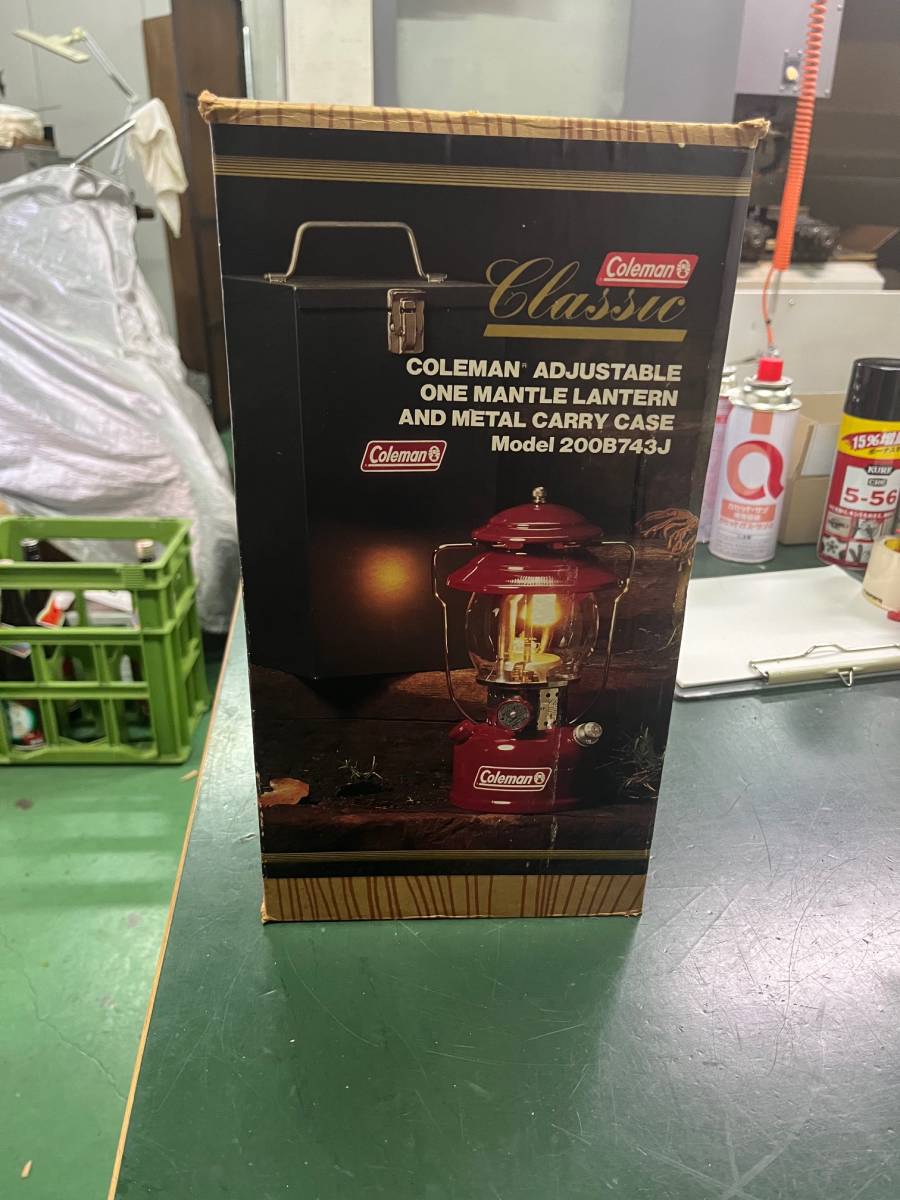 Coleman
Classic
COLEMAN® ADJUSTABLE
ONE MANTLE LANTERN
AND METAL CARRY CASE
Model 200B743J
Coleman
Coleman
15%増量
KURE
CRC
5-56